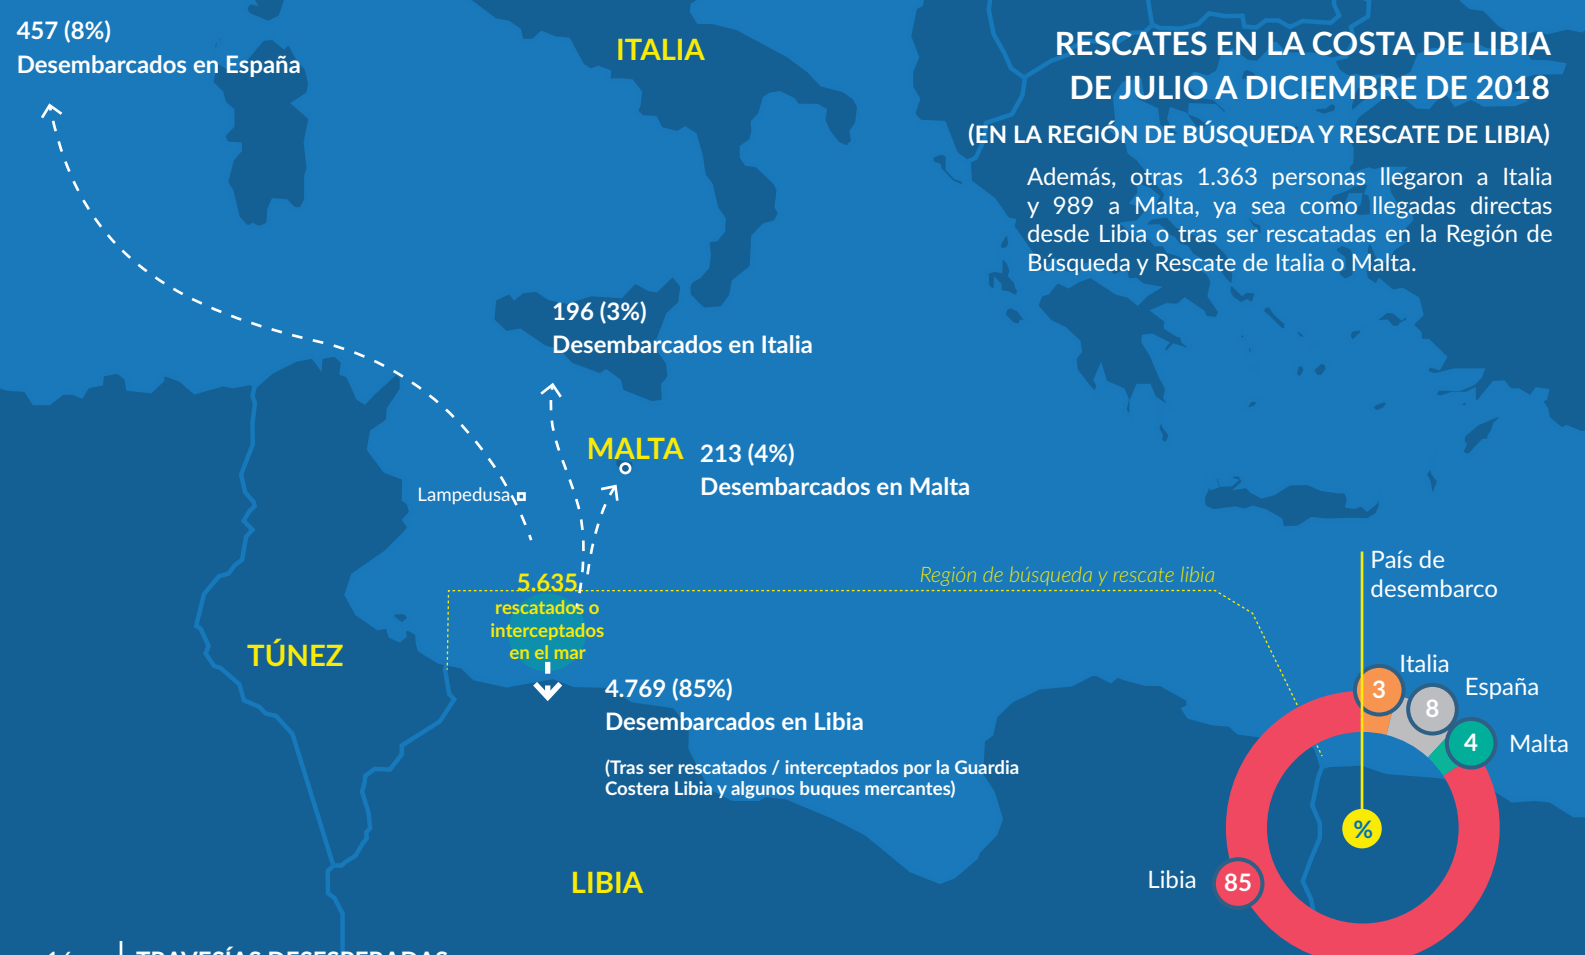 457 (8%)
Desembarcados en España
ITALIA
RESCATES EN LA COSTA DE LIBIA
DE JULIO A DICIEMBRE DE 2018
(EN LA REGIÓN DE BÚSQUEDA Y RESCATE DE LIBIA)
Además, otras 1.363 personas llegaron a Italia
y 989 a Malta, ya sea como llegadas directas
desde Libia o tras ser rescatadas en la Región de
Búsqueda y Rescate de Italia o Malta.
196 (3%)
Desembarcados en Italia
MALTA
213 (4%)
Desembarcados en Malta
Lampedusa
5.635
rescatados o
interceptados
en el mar
Región de búsqueda y rescate libia
TÚNEZ
4.769 (85%)
Desembarcados en Libia
(Tras ser rescatados / interceptados por la Guardia
Costera Libia y algunos buques mercantes)
LIBIA
País de
desembarco
Italia
3
España
8
Malta
4
%
Libia
85
16
TRAVESÍAS DESESPERADAS